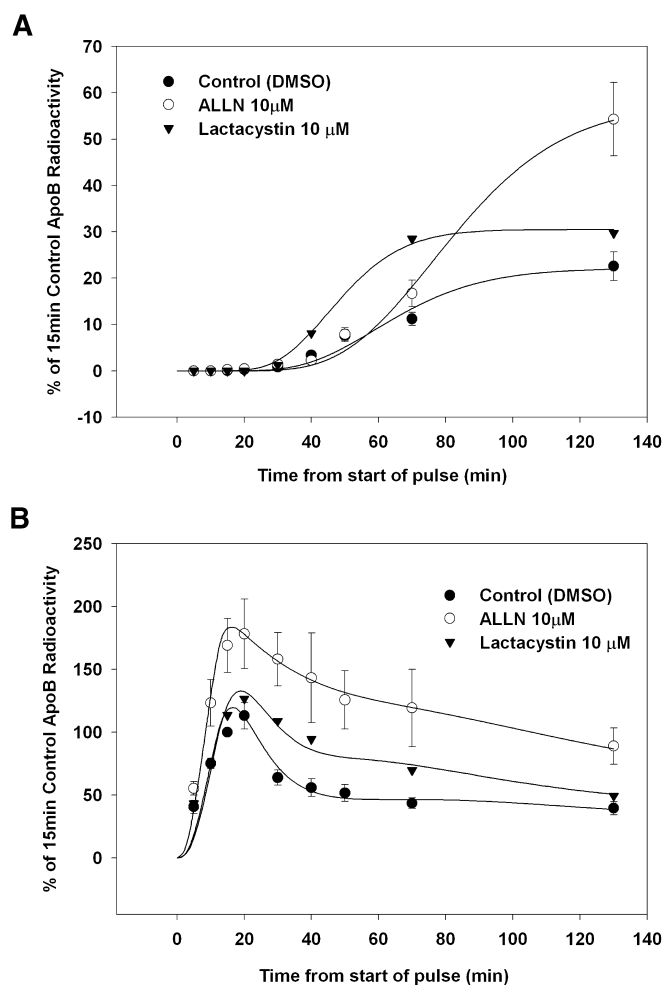 A
% of 15min Control ApoB Radioactivity
70
60
50
40
30
20
10
0
-10
Control (DMSO)
ALLN 10μM
Lactacystin 10 μM
0 20 40 60 80 100 120 140
Time from start of pulse (min)
B
% of 15min Control ApoB Radioactivity
250
200
150
100
50
0
Control (DMSO)
ALLN 10μM
Lactacystin 10 μM
0 20 40 60 80 100 120 140
Time from start of pulse (min)